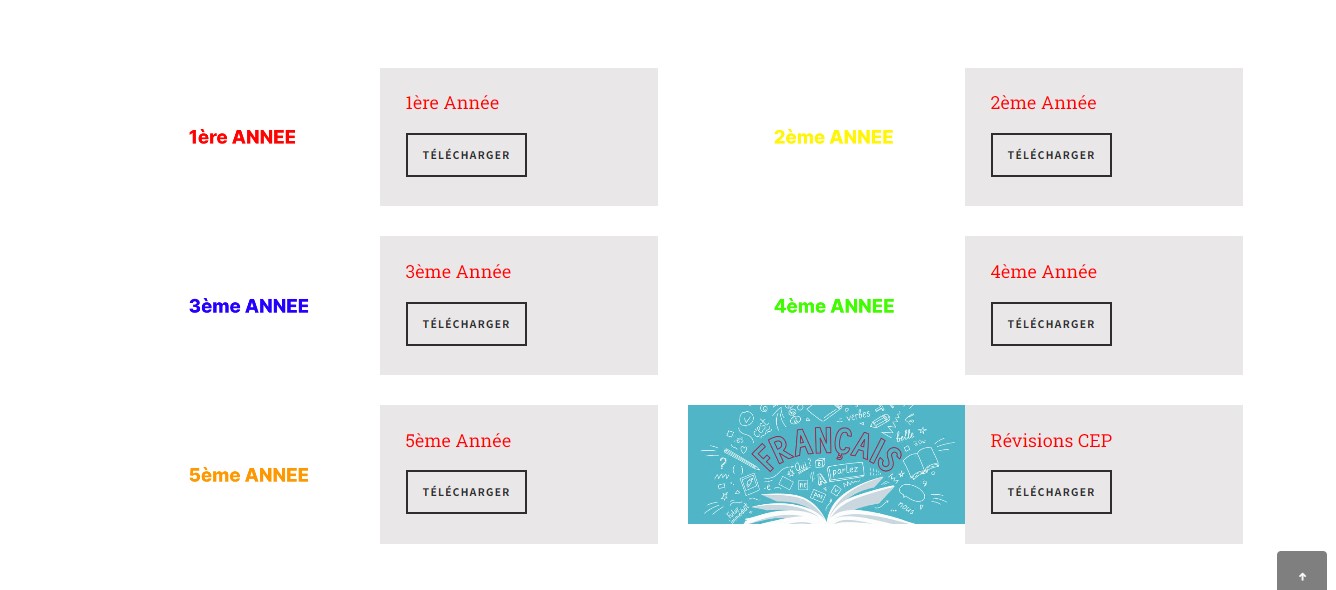 1ère ANNEE
1ère Année
TÉLÉCHARGER
2ème ANNEE
2ème Année
TÉLÉCHARGER
3ème ANNEE
3ème Année
TÉLÉCHARGER
4ème ANNEE
4ème Année
TÉLÉCHARGER
5ème ANNEE
5ème Année
TÉLÉCHARGER
verbes
belle
FRANÇAIS
Qui
parlez
nous
Révisions CEP
TÉLÉCHARGER